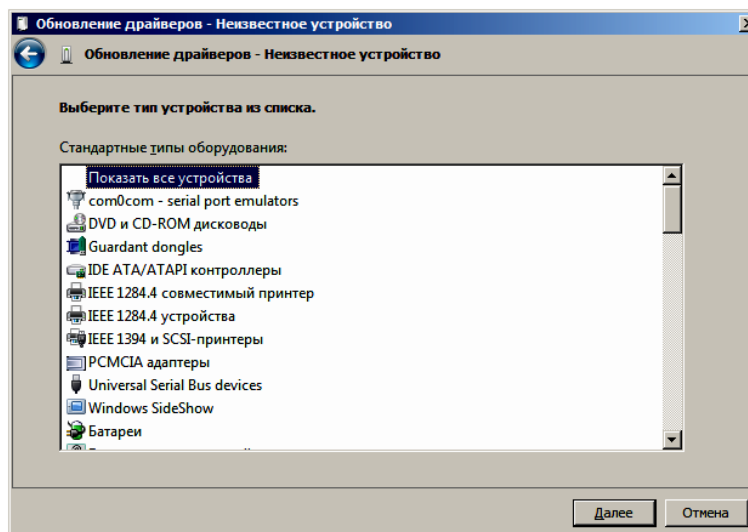 Обновление драйверов - Неизвестное устройство
Обновление драйверов - Неизвестное устройство
Выберите тип устройства из списка.
Стандартные типы оборудования:
Показать все устройства
com0com - serial port emulators
DVD и CD-ROM дисководы
Guardant dongles
IDE ATA/ATAPI контроллеры
IEEE 1284.4 совместимый принтер
IEEE 1284.4 устройства
IEEE 1394 и SCSI-принтеры
PCMCIA адаптеры
Universal Serial Bus devices
Windows SideShow
Батареи
Далее
Отмена